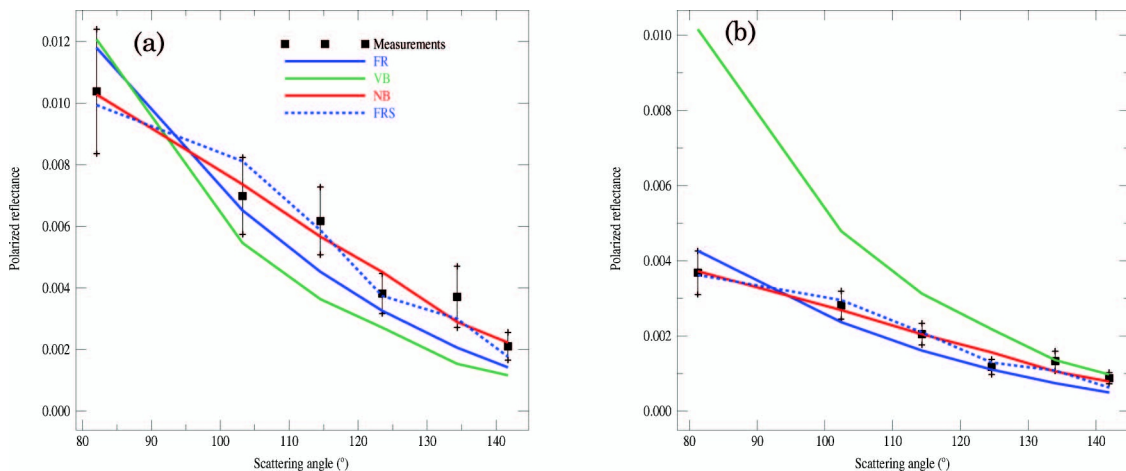 (a)
Measurements
FR
VB
NB
FRS
0.012
0.010
0.008
0.006
0.004
0.002
0.000
Polarized reflectance
80 90 100 110 120 130 140
Scattering angle (°)
(b)
0.010
0.008
0.006
0.004
0.002
0.000
Polarized reflectance
80 90 100 110 120 130 140
Scattering angle (°)